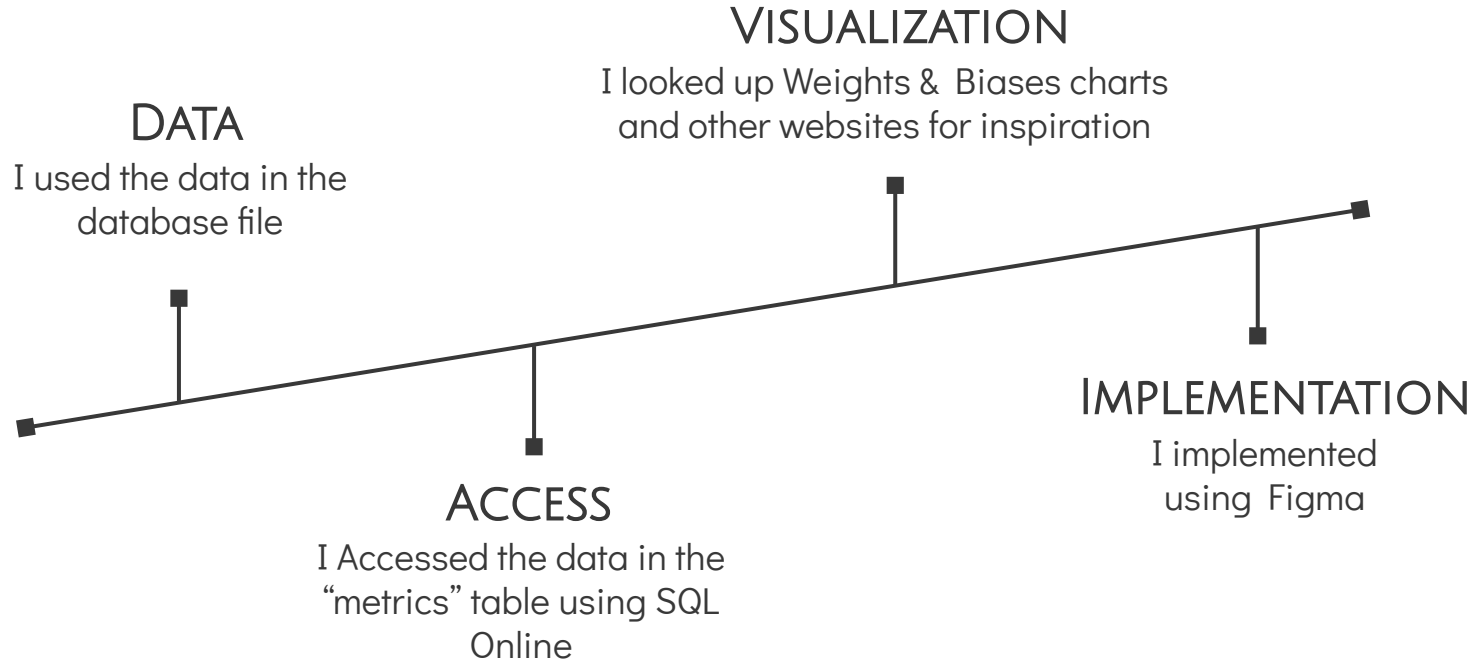 DATA
I used the data in the
database file
ACCESS
I Accessed the data in the
“metrics” table using SQL
Online
VISUALIZATION
I looked up Weights & Biases charts
and other websites for inspiration
IMPLEMENTATION
I implemented
using Figma